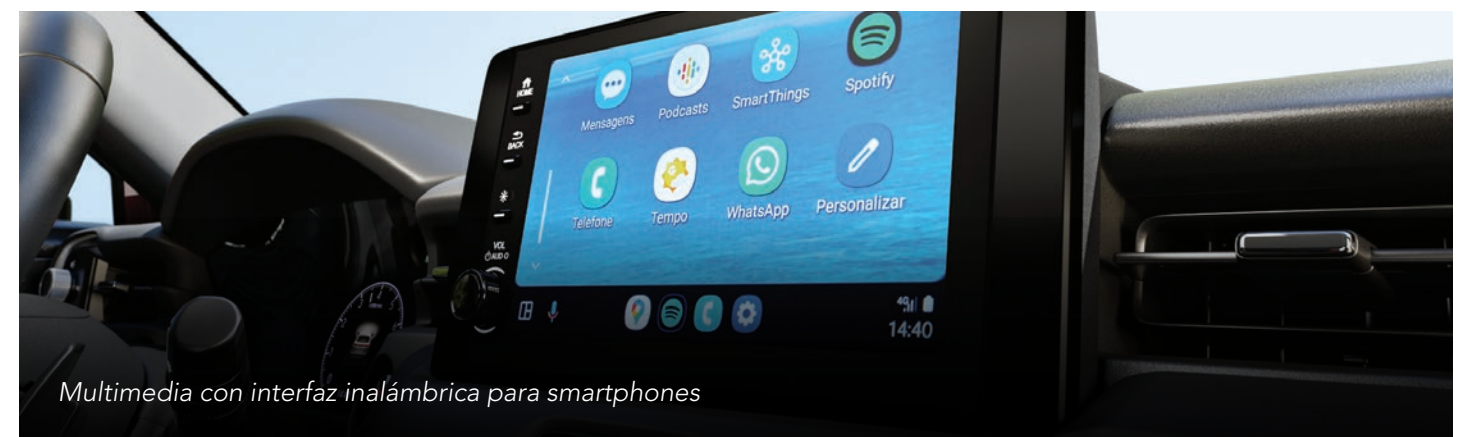 HOME
BACK
VOL
AUDIO
Mensagens
Podcasts
SmartThings
Spotify
Telefone
Tempo
WhatsApp
Personalizar
4G
14:40
Multimedia con interfaz inalámbrica para smartphones